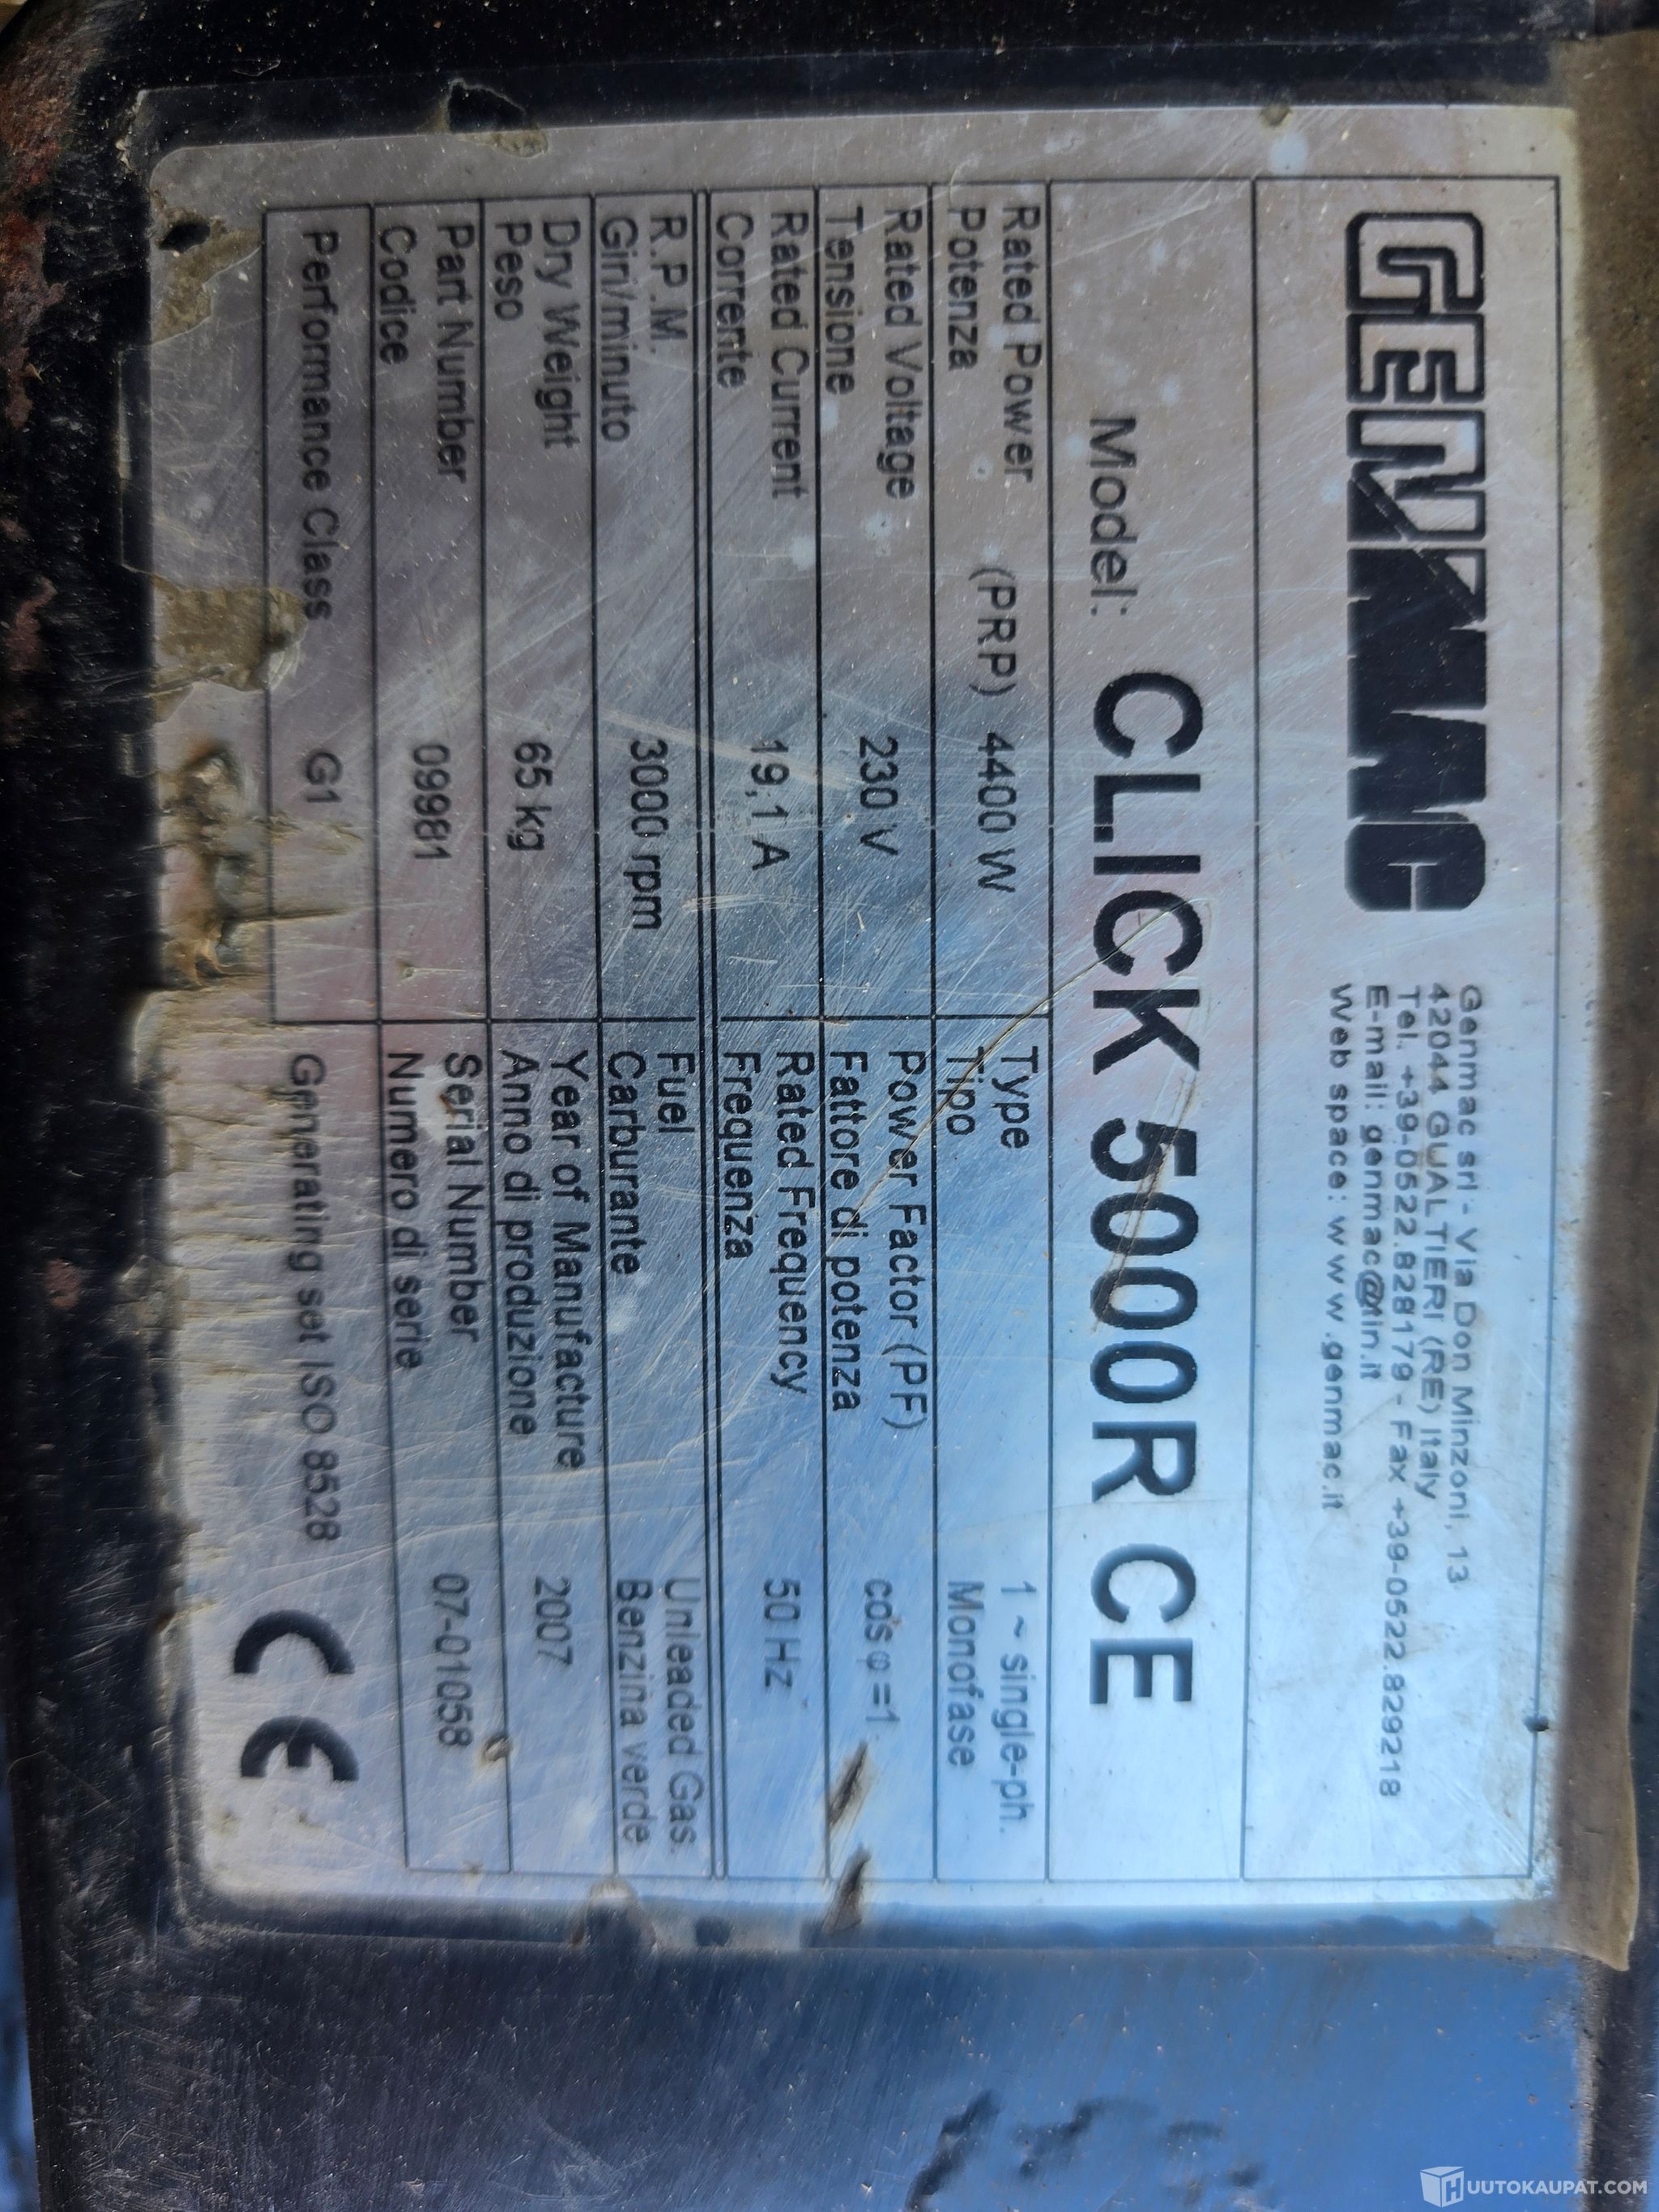 GENMAC
Genmac srl - Via Don Minzoni, 13
42044 GUALTIERI (RE) Italy
Tel. +39-0522.828179 - Fax +39-0522.829218
E-mail: genmac@tin.it
Web space: www.genmac.it
Model: CLICK 5000R CE
Rated Power (PRP) 4400 W Type 1 ~ single-ph.
Potenza Tipo Monofase
Rated Voltage 230 V Power Factor (PF) cos φ =1
Tensione Fattore di potenza
Rated Current 19,1 A Rated Frequency 50 Hz
Corrente Frequenza
R.P.M. 3000 rpm Fuel Unleaded Gas.
Giri/minuto Carburante Benzina verde
Dry Weight 65 kg Year of Manufacture 2007
Peso Anno di produzione
Part Number 099981 Serial Number 07-01058
Codice Numero di serie
Performance Class G1 Generating set ISO 8528 CE
HUUTOKAUPAT.COM